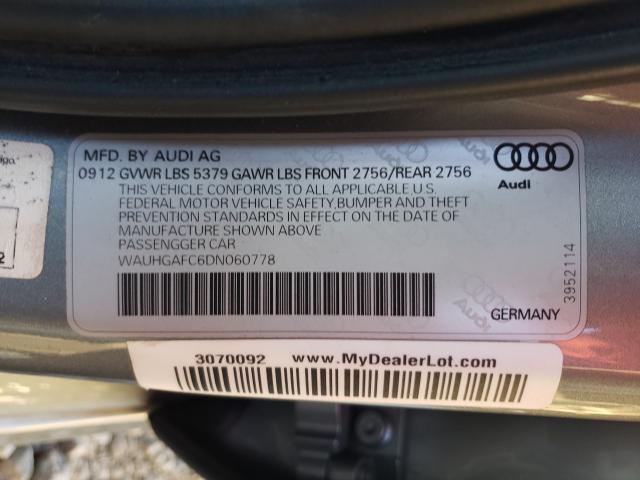 MFD. BY AUDI AG
0912 GVWR LBS 5379 GAWR LBS FRONT 2756/REAR 2756
THIS VEHICLE CONFORMS TO ALL APPLICABLE U.S.
FEDERAL MOTOR VEHICLE SAFETY,BUMPER AND THEFT
PREVENTION STANDARDS IN EFFECT ON THE DATE OF
MANUFACTURE SHOWN ABOVE
PASSENGGER CAR
WAUHGAFC6DN060778
Audi
3952114
GERMANY
Audi
3070092 www.MyDealerLot.com